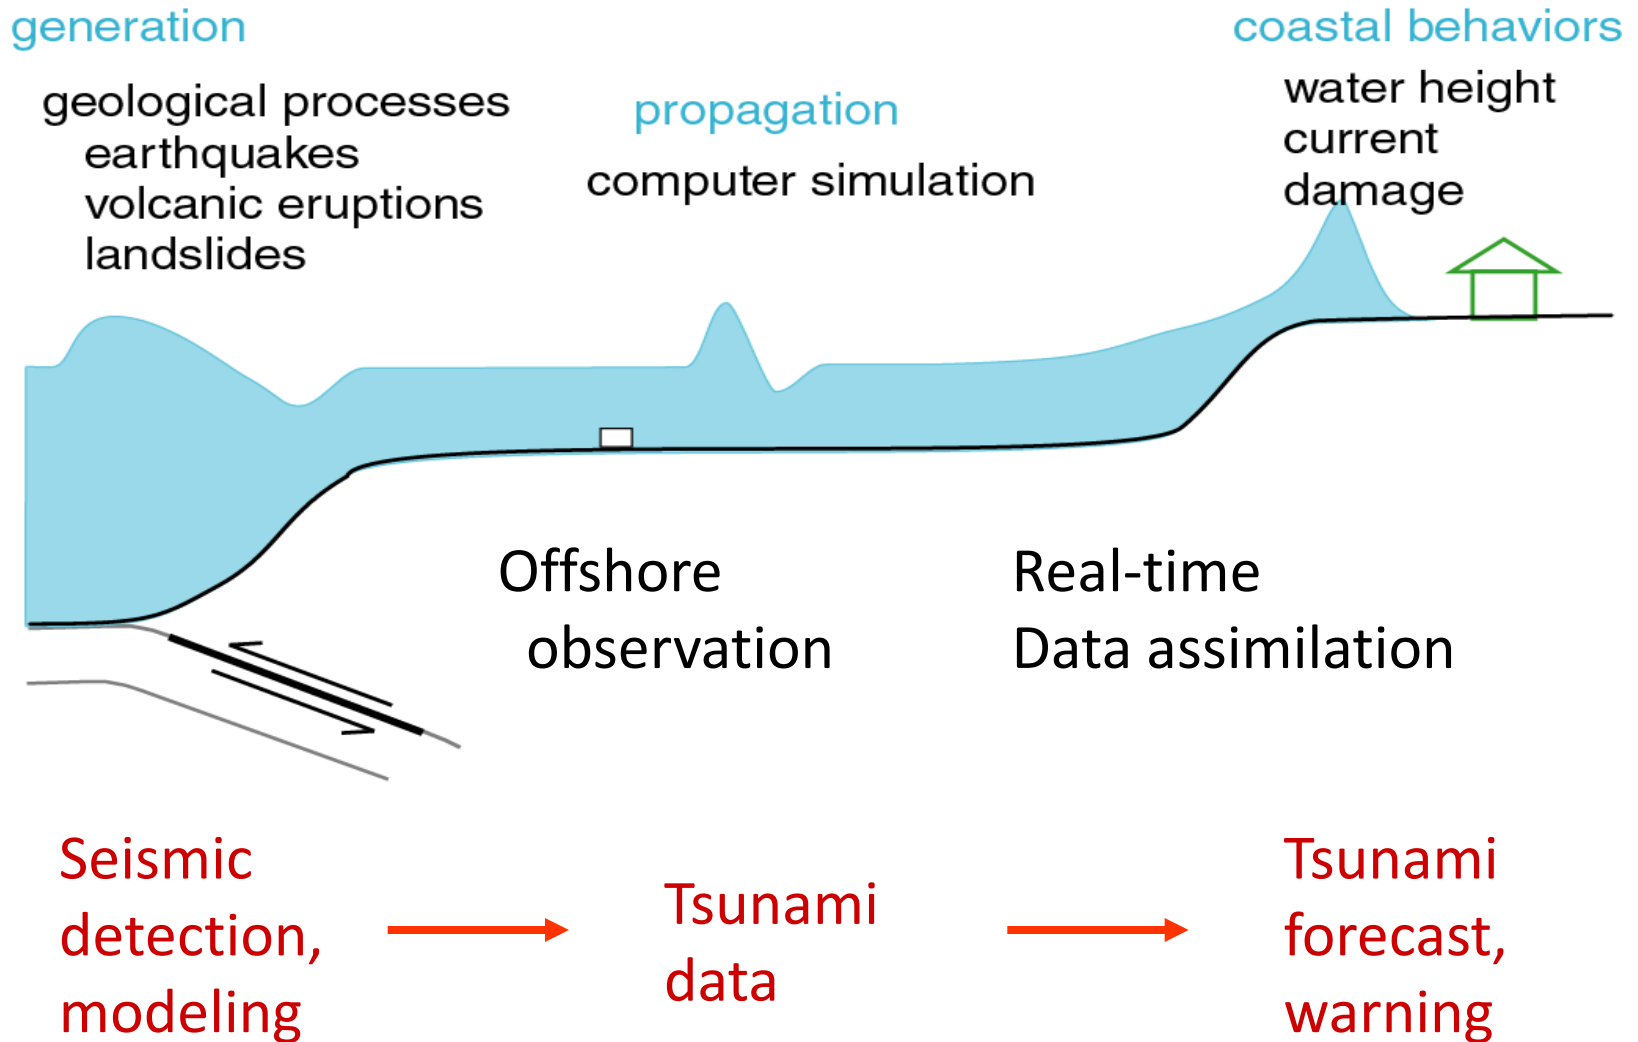 generation
geological processes
earthquakes
volcanic eruptions
landslides
propagation
computer simulation
coastal behaviors
water height
current
damage
Offshore
observation
Real-time
Data assimilation
Seismic
detection,
modeling
Tsunami
data
Tsunami
forecast,
warning